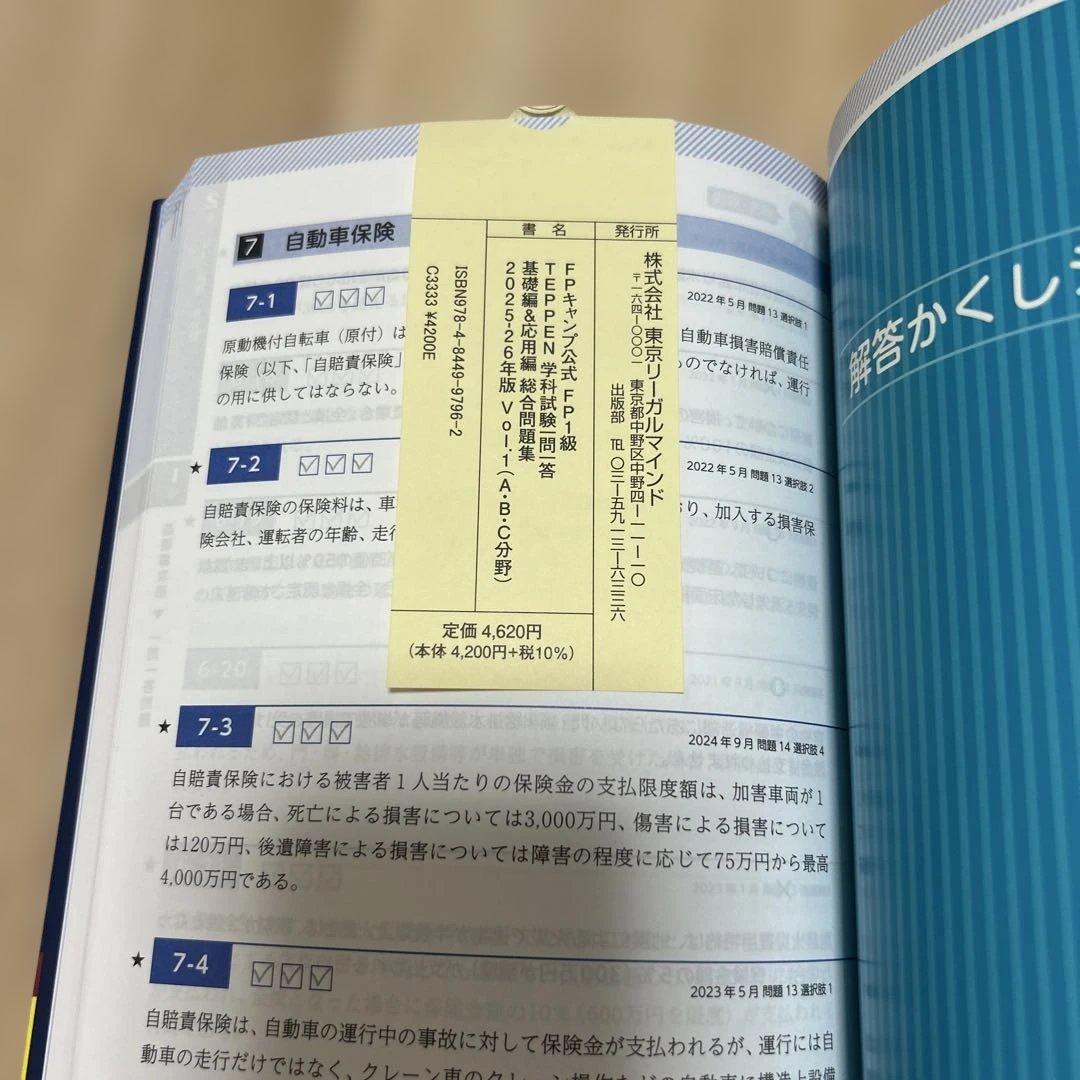 7 自動車保険
7-1
2022年5月 問題13 選択肢1
原動機付自転車（原付）は
自動車損害賠償責任
保険（以下、「自賠責保険」
ものでなければ、運行
の用に供してはならない。
★ 7-2
2022年5月 問題13 選択肢2
自賠責保険の保険料は、車
おり、加入する損害保
険会社、運転者の年齢、走行
6-20
★ 7-3
2024年9月 問題14 選択肢4
自賠責保険における被害者1人当たりの保険金の支払限度額は、加害車両が1
台である場合、死亡による損害については3,000万円、傷害による損害について
は120万円、後遺障害による損害については障害の程度に応じて75万円から最高
4,000万円である。
★ 7-4
2023年5月 問題13 選択肢1
自賠責保険は、自動車の運行中の事故に対して保険金が支払われるが、運行には自
動車の走行だけではなく、クレーン車のクレーン操作などの自動車に構造上設備
発行所
株式会社 東京リーガルマインド
〒一六四-〇〇〇一 東京都中野区中野四-一一-一〇
出版部 TEL 〇三-五九一三-六三三六
書名
FPキャンプ公式 FP1級
TEPPEN 学科試験一問一答
基礎編&応用編 総合問題集
2025-26年版 Vol.1(A・B・C分野)
ISBN978-4-8449-9796-2
C3333 ¥4200E
定価 4,620円
(本体 4,200円+税10%)
解答かくしシ